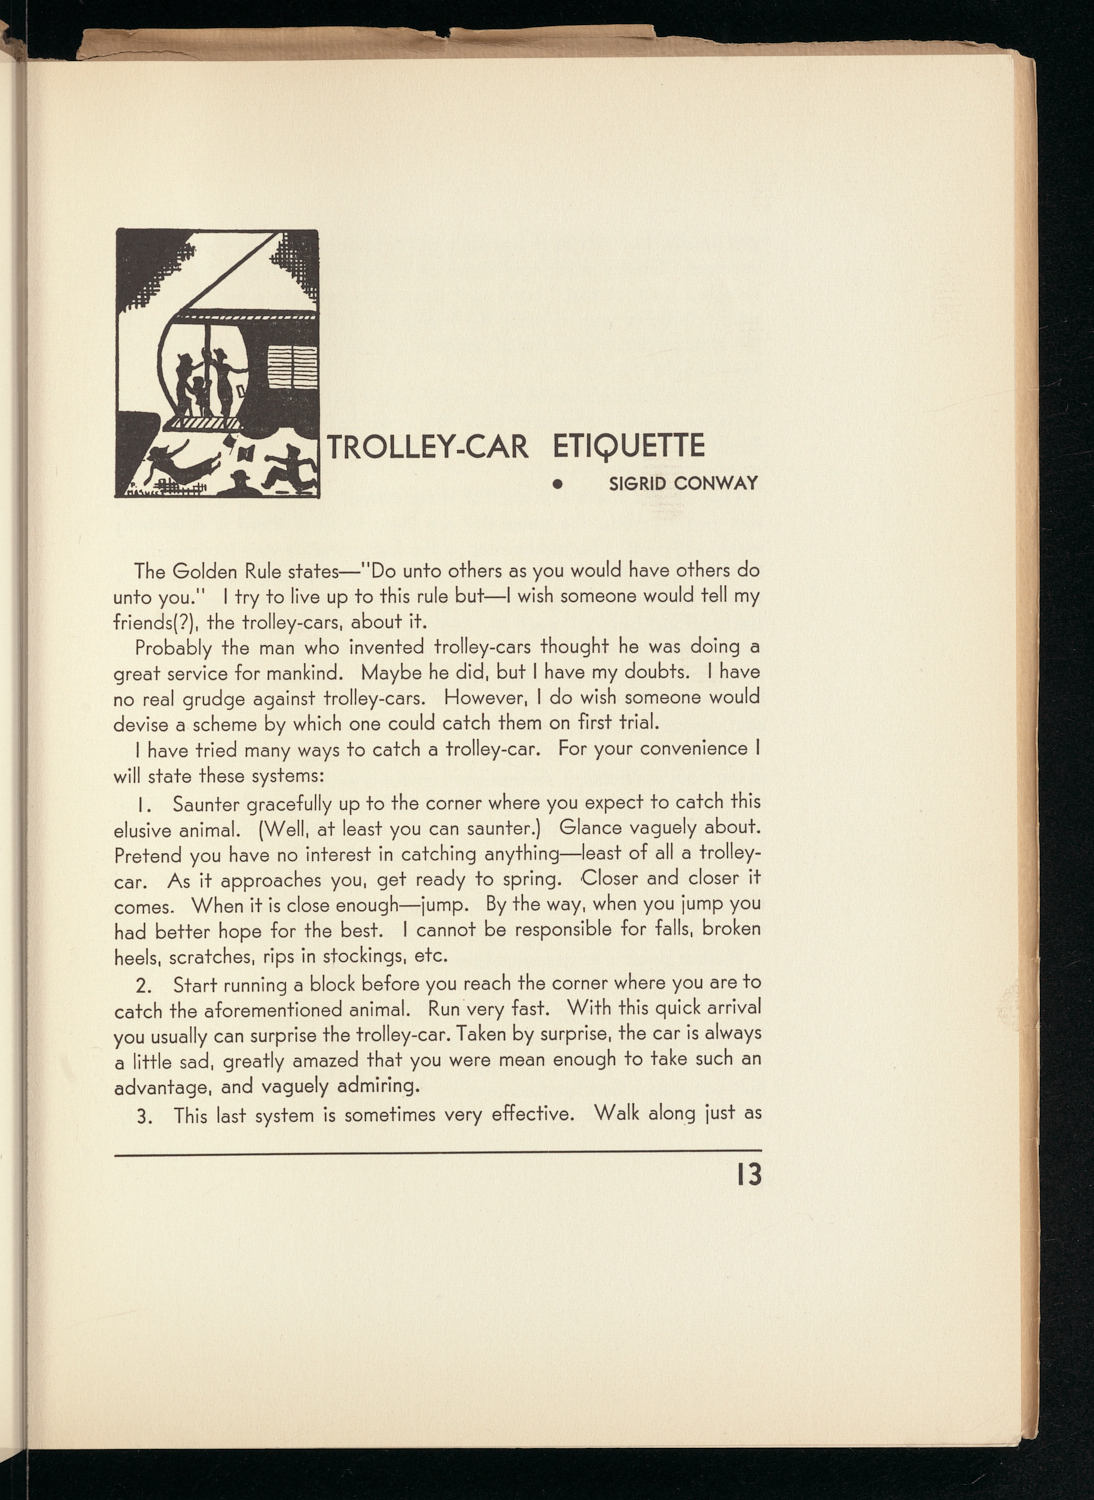 TROLLEY-CAR ETIQUETTE
• SIGRID CONWAY
The Golden Rule states—"Do unto others as you would have others do
unto you." I try to live up to this rule but—I wish someone would tell my
friends(?), the trolley-cars, about it.
Probably the man who invented trolley-cars thought he was doing a
great service for mankind. Maybe he did, but I have my doubts. I have
no real grudge against trolley-cars. However, I do wish someone would
devise a scheme by which one could catch them on first trial.
I have tried many ways to catch a trolley-car. For your convenience I
will state these systems:
1. Saunter gracefully up to the corner where you expect to catch this
elusive animal. (Well, at least you can saunter.) Glance vaguely about.
Pretend you have no interest in catching anything—least of all a trolley-
car. As it approaches you, get ready to spring. Closer and closer it
comes. When it is close enough—jump. By the way, when you jump you
had better hope for the best. I cannot be responsible for falls, broken
heels, scratches, rips in stockings, etc.
2. Start running a block before you reach the corner where you are to
catch the aforementioned animal. Run very fast. With this quick arrival
you usually can surprise the trolley-car. Taken by surprise, the car is always
a little sad, greatly amazed that you were mean enough to take such an
advantage, and vaguely admiring.
3. This last system is sometimes very effective. Walk along just as
13